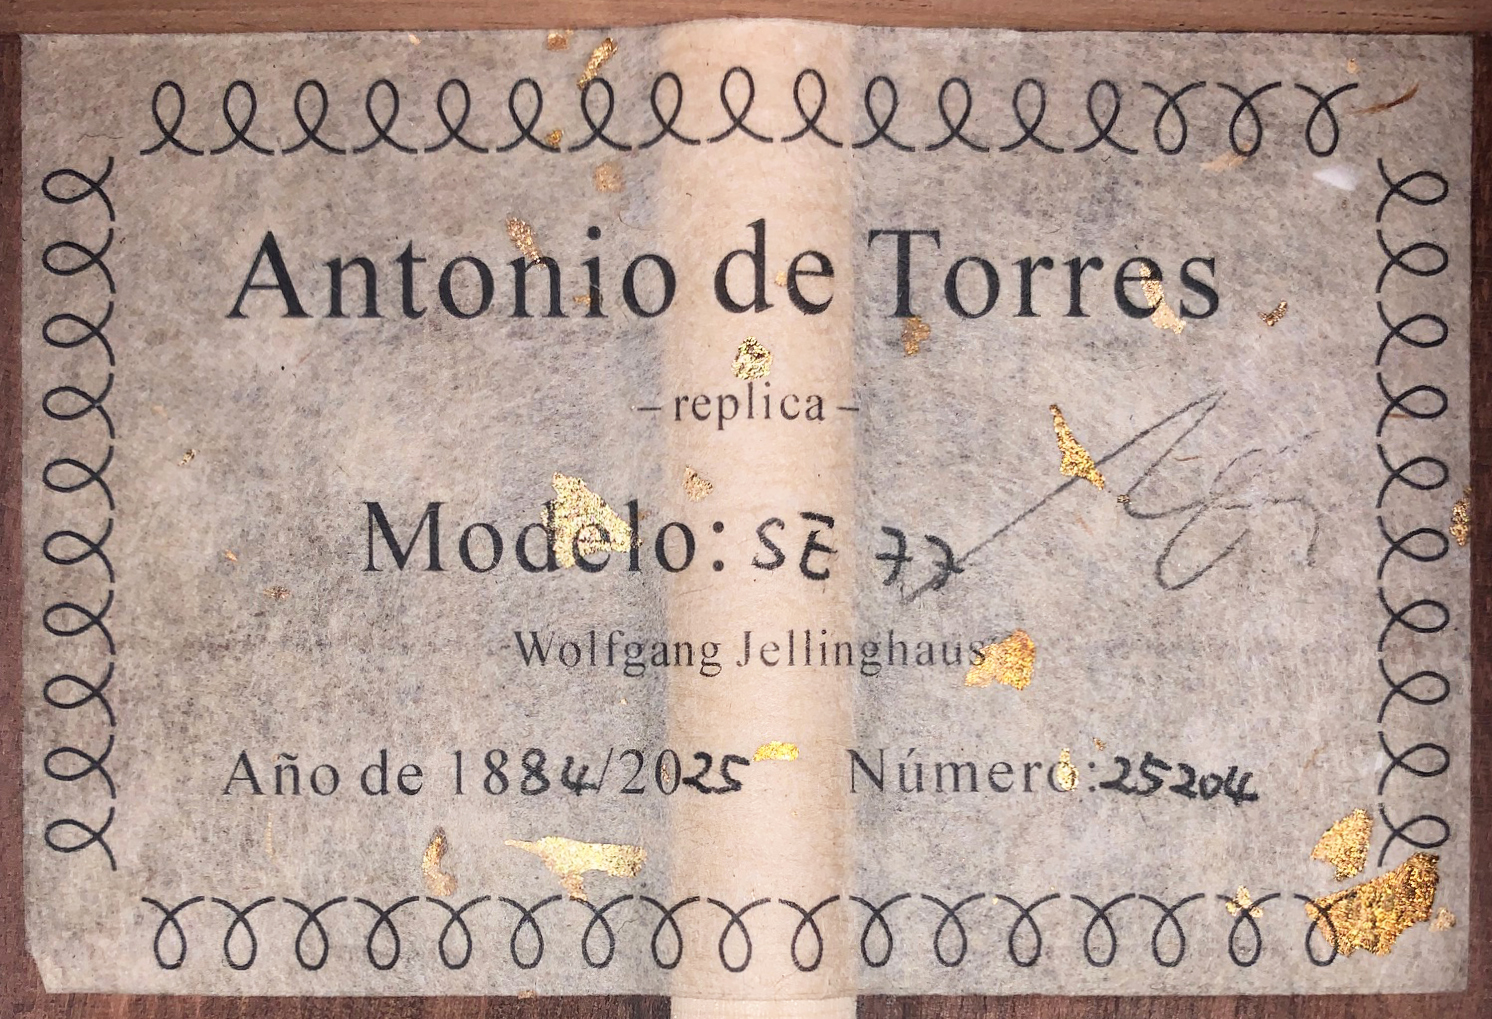 Antonio de Torres
–replica–
Modelo: SE 77
Wolfgang Jellinghaus
Año de 1884/2025 Número:25204